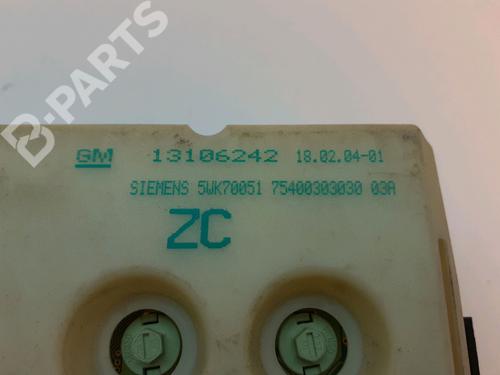 B-PARTS
GM 13106242 18.02.04-01
SIEMENS 5WK70051 75400303030 03A
ZC